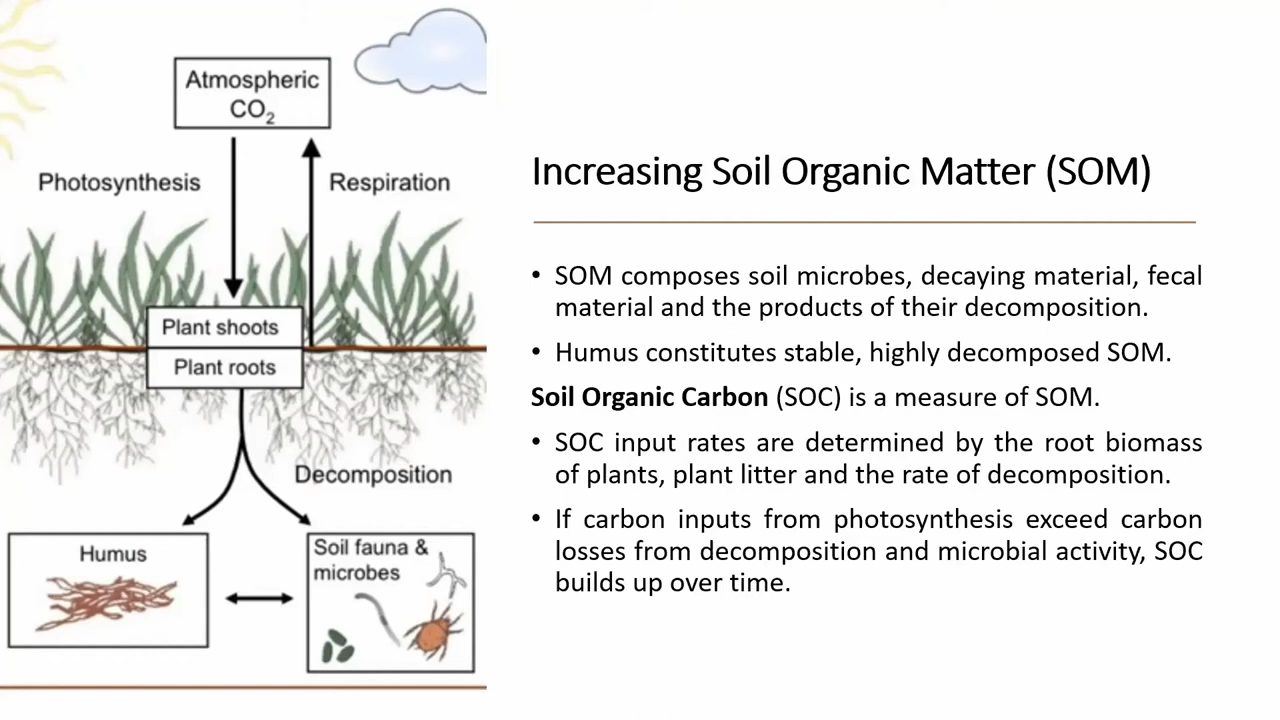 Atmospheric
CO₂
Photosynthesis
Respiration
Plant shoots
Plant roots
Decomposition
Humus
Soil fauna &
microbes
Increasing Soil Organic Matter (SOM)
• SOM composes soil microbes, decaying material, fecal
material and the products of their decomposition.
• Humus constitutes stable, highly decomposed SOM.
Soil Organic Carbon (SOC) is a measure of SOM.
• SOC input rates are determined by the root biomass
of plants, plant litter and the rate of decomposition.
• If carbon inputs from photosynthesis exceed carbon
losses from decomposition and microbial activity, SOC
builds up over time.